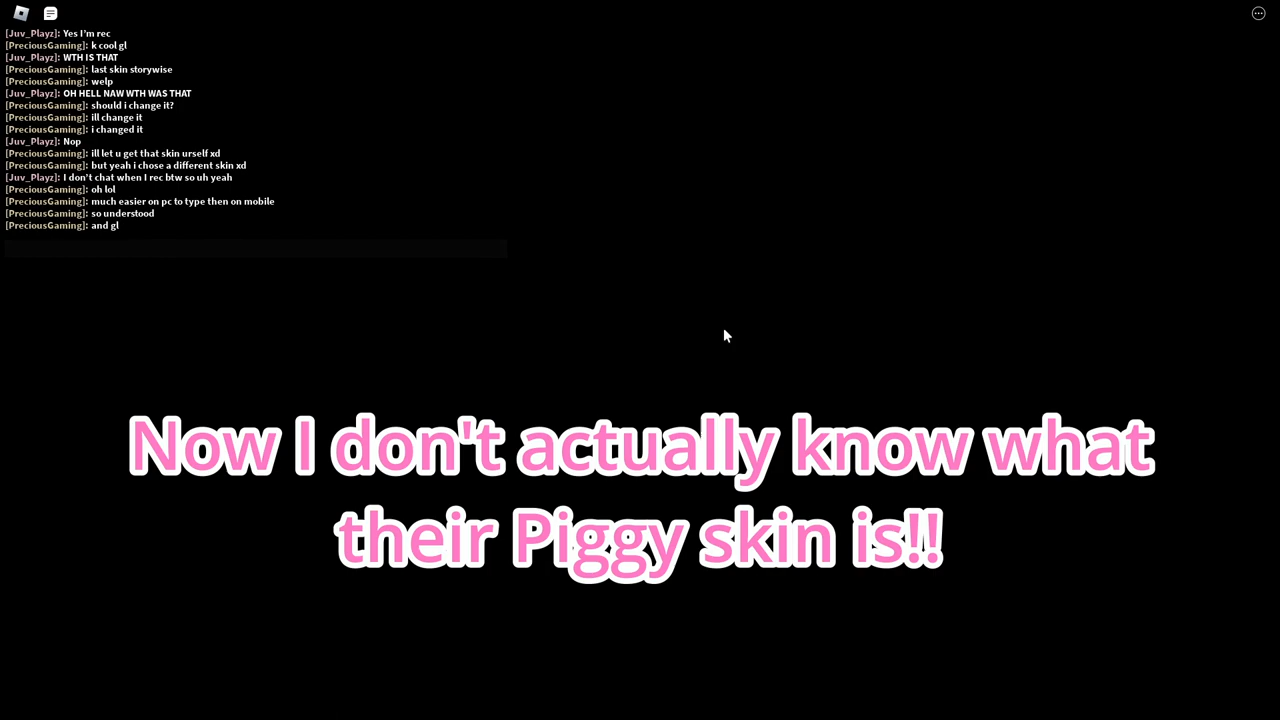 [Juv_Playz]: Yes I'm rec
[PreciousGaming]: k cool gl
[Juv_Playz]: WTH IS THAT
[PreciousGaming]: last skin storywise
[PreciousGaming]: welp
[Juv_Playz]: OH HELL NAW WTH WAS THAT
[PreciousGaming]: should i change it?
[PreciousGaming]: ill change it
[PreciousGaming]: i changed it
[Juv_Playz]: Nop
[PreciousGaming]: ill let u get that skin urself xd
[PreciousGaming]: but yeah i chose a different skin xd
[Juv_Playz]: I don't chat when I rec btw so uh yeah
[PreciousGaming]: oh lol
[PreciousGaming]: much easier on pc to type then on mobile
[PreciousGaming]: so understood
[PreciousGaming]: and gl
Now I don't actually know what
their Piggy skin is!!